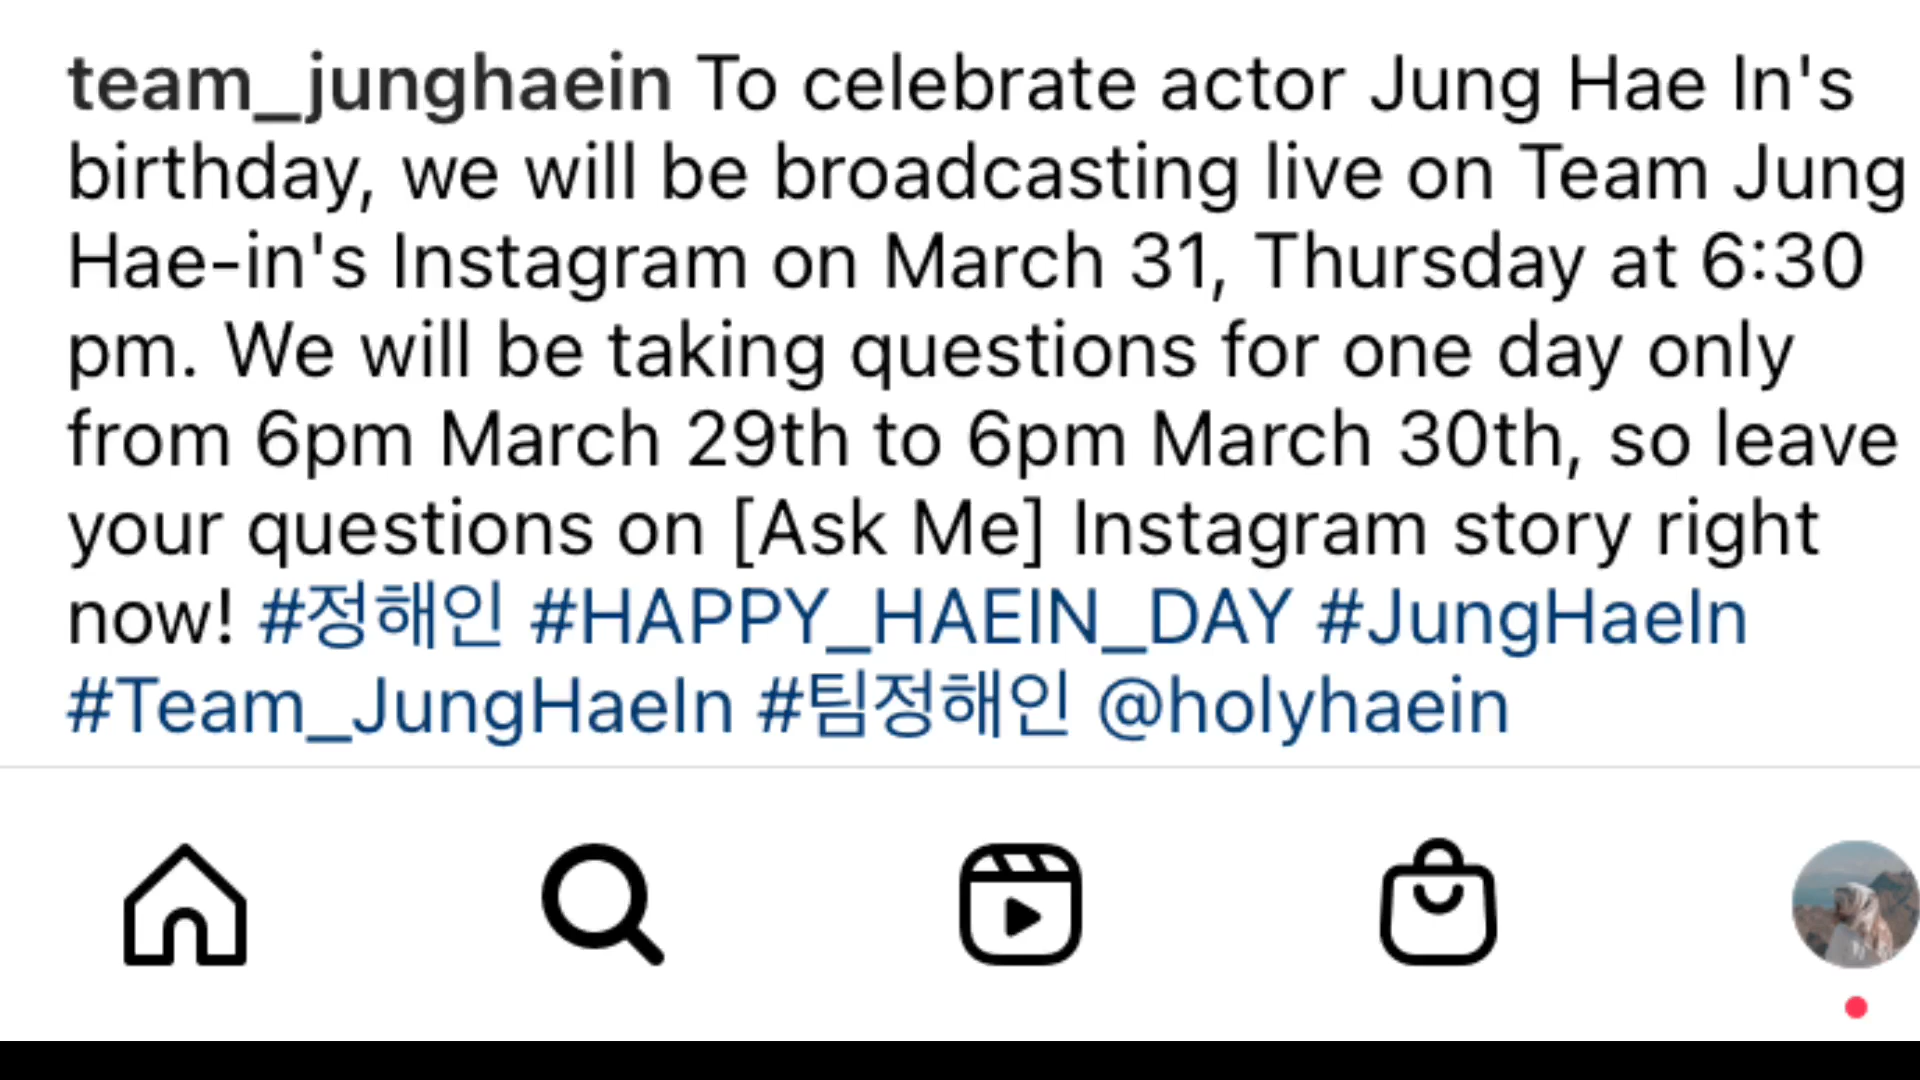 team_junghaein To celebrate actor Jung Hae In's
birthday, we will be broadcasting live on Team Jung
Hae-in's Instagram on March 31, Thursday at 6:30
pm. We will be taking questions for one day only
from 6pm March 29th to 6pm March 30th, so leave
your questions on [Ask Me] Instagram story right
now! #정해인 #HAPPY_HAEIN_DAY #JungHaeIn
#Team_JungHaeIn #팀정해인 @holyhaein